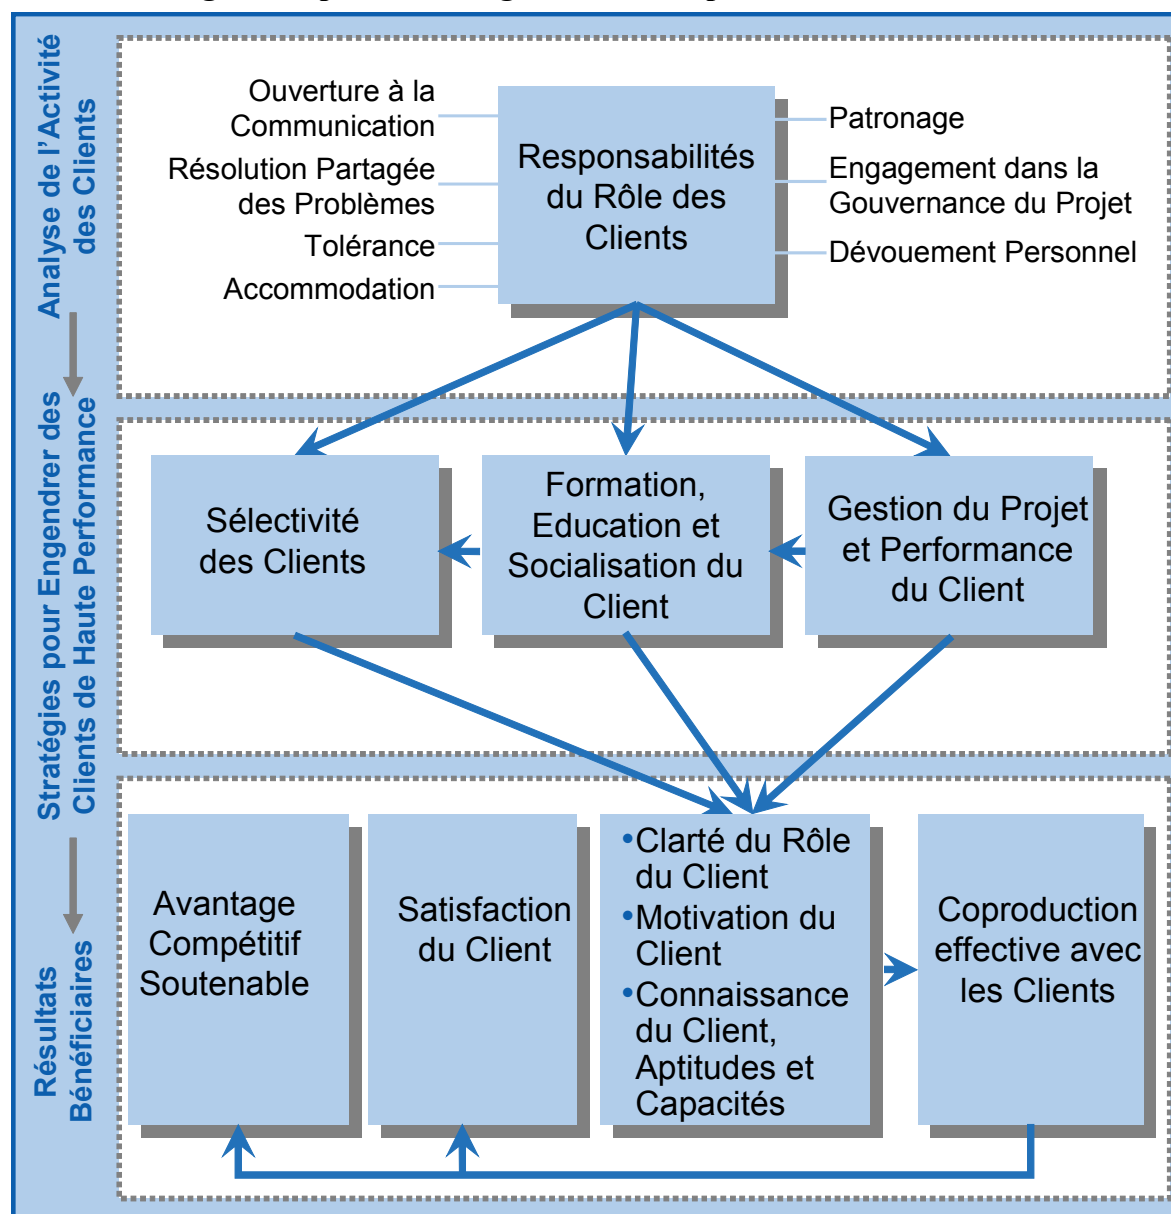 Analyse de l’Activité
des Clients
Ouverture à la
Communication
Résolution Partagée
des Problèmes
Tolérance
Accommodation
Responsabilités
du Rôle des
Clients
Patronage
Engagement dans la
Gouvernance du Projet
Dévouement Personnel
Stratégies pour Engendrer des
Clients de Haute Performance
Sélectivité
des Clients
Formation,
Education et
Socialisation du
Client
Gestion du Projet
et Performance
du Client
Résultats
Bénéficiaires
Avantage
Compétitif
Soutenable
Satisfaction
du Client
•Clarté du Rôle
du Client
•Motivation du
Client
•Connaissance
du Client,
Aptitudes et
Capacités
Coproduction
effective avec
les Clients